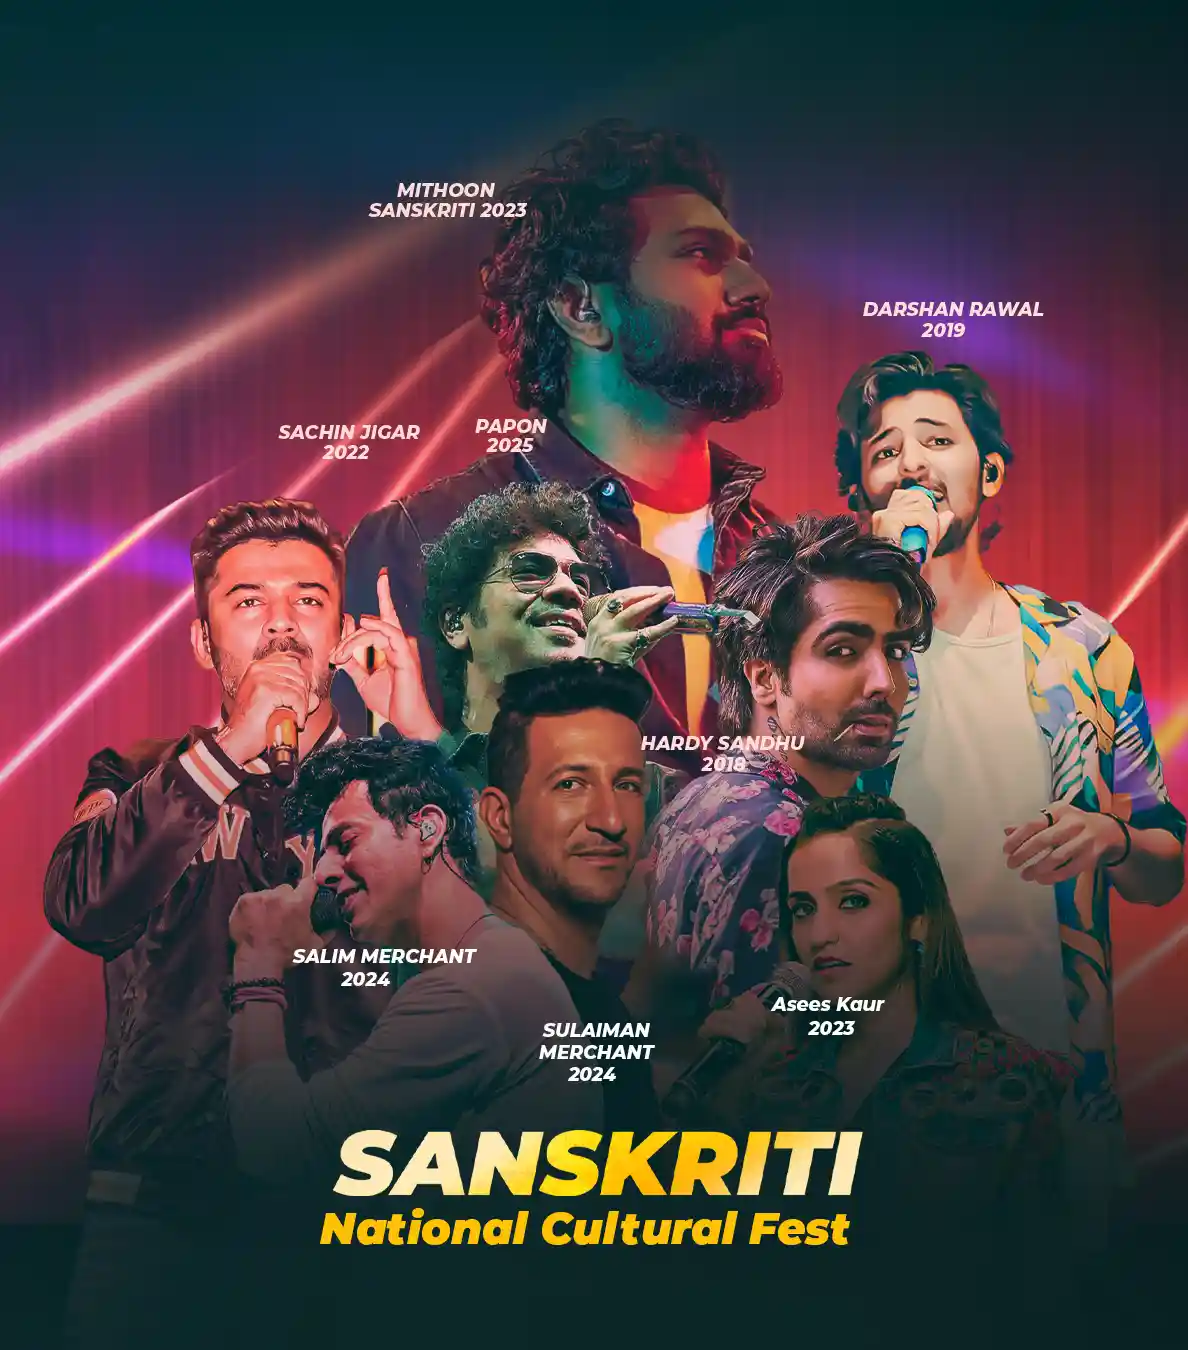 MITHOON
SANSKRITI 2023
DARSHAN RAWAL
2019
SACHIN JIGAR
2022
PAPON
2025
HARDY SANDHU
2018
SALIM MERCHANT
2024
Asees Kaur
2023
SULAIMAN
MERCHANT
2024
SANSKRITI
National Cultural Fest